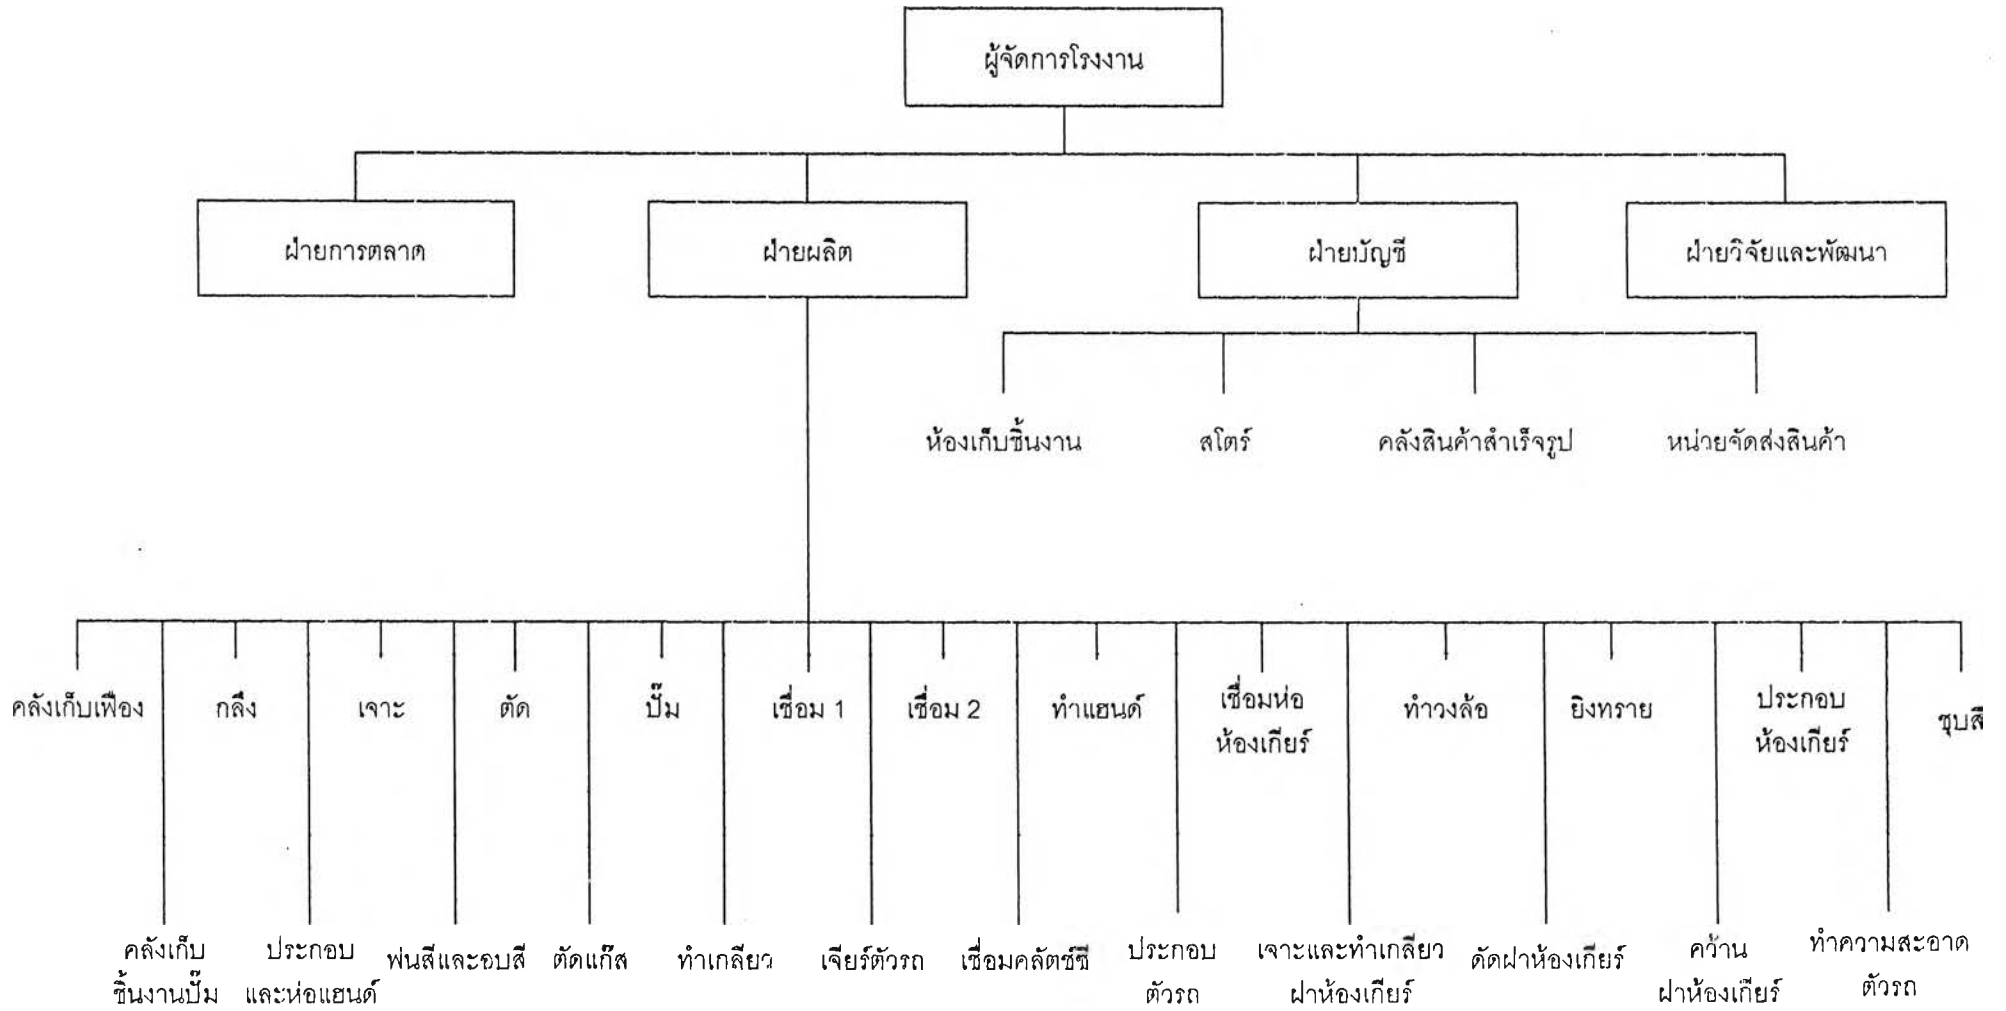 ผู้จัดการโรงงาน
ฝ่ายการตลาด
ฝ่ายผลิต
ฝ่ายบัญชี
ฝ่ายวิจัยและพัฒนา
ห้องเก็บชิ้นงาน
สโตร์
คลังสินค้าสำเร็จรูป
หน่วยจัดส่งสินค้า
คลังเก็บเฟือง
กลึง
เจาะ
ตัด
ปั๊ม
เชื่อม 1
เชื่อม 2
ทำแฮนด์
เชื่อมห่อ
ห้องเกียร์
ทำวงล้อ
ยิงทราย
ประกอบ
ห้องเกียร์
ชุบสี
คลังเก็บ
ชิ้นงานปั๊ม
ประกอบ
และห่อแฮนด์
พ่นสีและอบสี
ตัดแก๊ส
ทำเกลียว
เจียร์ตัวรถ
เชื่อมคลัตซ์ซี
ประกอบ
ตัวรถ
เจาะและทำเกลียว
ฝาห้องเกียร์
ดัดฝาห้องเกียร์
คว้าน
ฝาห้องเกียร์
ทำความสะอาด
ตัวรถ